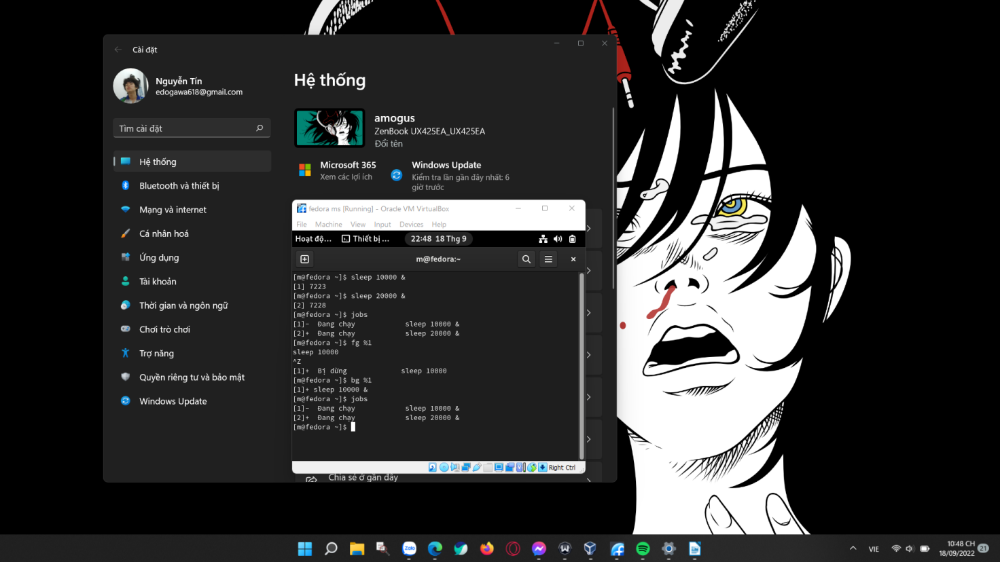 Cài đặt
Nguyễn Tín
edogawa618@gmail.com
Tìm cài đặt
Hệ thống
Bluetooth và thiết bị
Mạng và internet
Cá nhân hoá
Ứng dụng
Tài khoản
Thời gian và ngôn ngữ
Chơi trò chơi
Trợ năng
Quyền riêng tư và bảo mật
Windows Update
Hệ thống
amogus
ZenBook UX425EA_UX425EA
Đổi tên
Microsoft 365
Xem các lợi ích
Windows Update
Kiểm tra lần gần đây nhất: 6
giờ trước
fedora ms [Running] - Oracle VM VirtualBox
File Machine View Input Devices Help
Hoạt độ... Thiết bị ... 22:48 18 Thg 9
m@fedora:~
[m@fedora ~]$ sleep 10000 &
[1] 7223
[m@fedora ~]$ sleep 20000 &
[2] 7228
[m@fedora ~]$ jobs
[1]- Đang chạy sleep 10000 &
[2]+ Đang chạy sleep 20000 &
[m@fedora ~]$ fg %1
sleep 10000
^Z
[1]+ Bị dừng sleep 10000
[m@fedora ~]$ bg %1
[1]+ sleep 10000 &
[m@fedora ~]$ jobs
[1]- Đang chạy sleep 10000 &
[2]+ Đang chạy sleep 20000 &
[m@fedora ~]$
Right Ctrl
Chia sẻ ở gần đây
Zalo
VIE
10:48 CH
18/09/2022
21